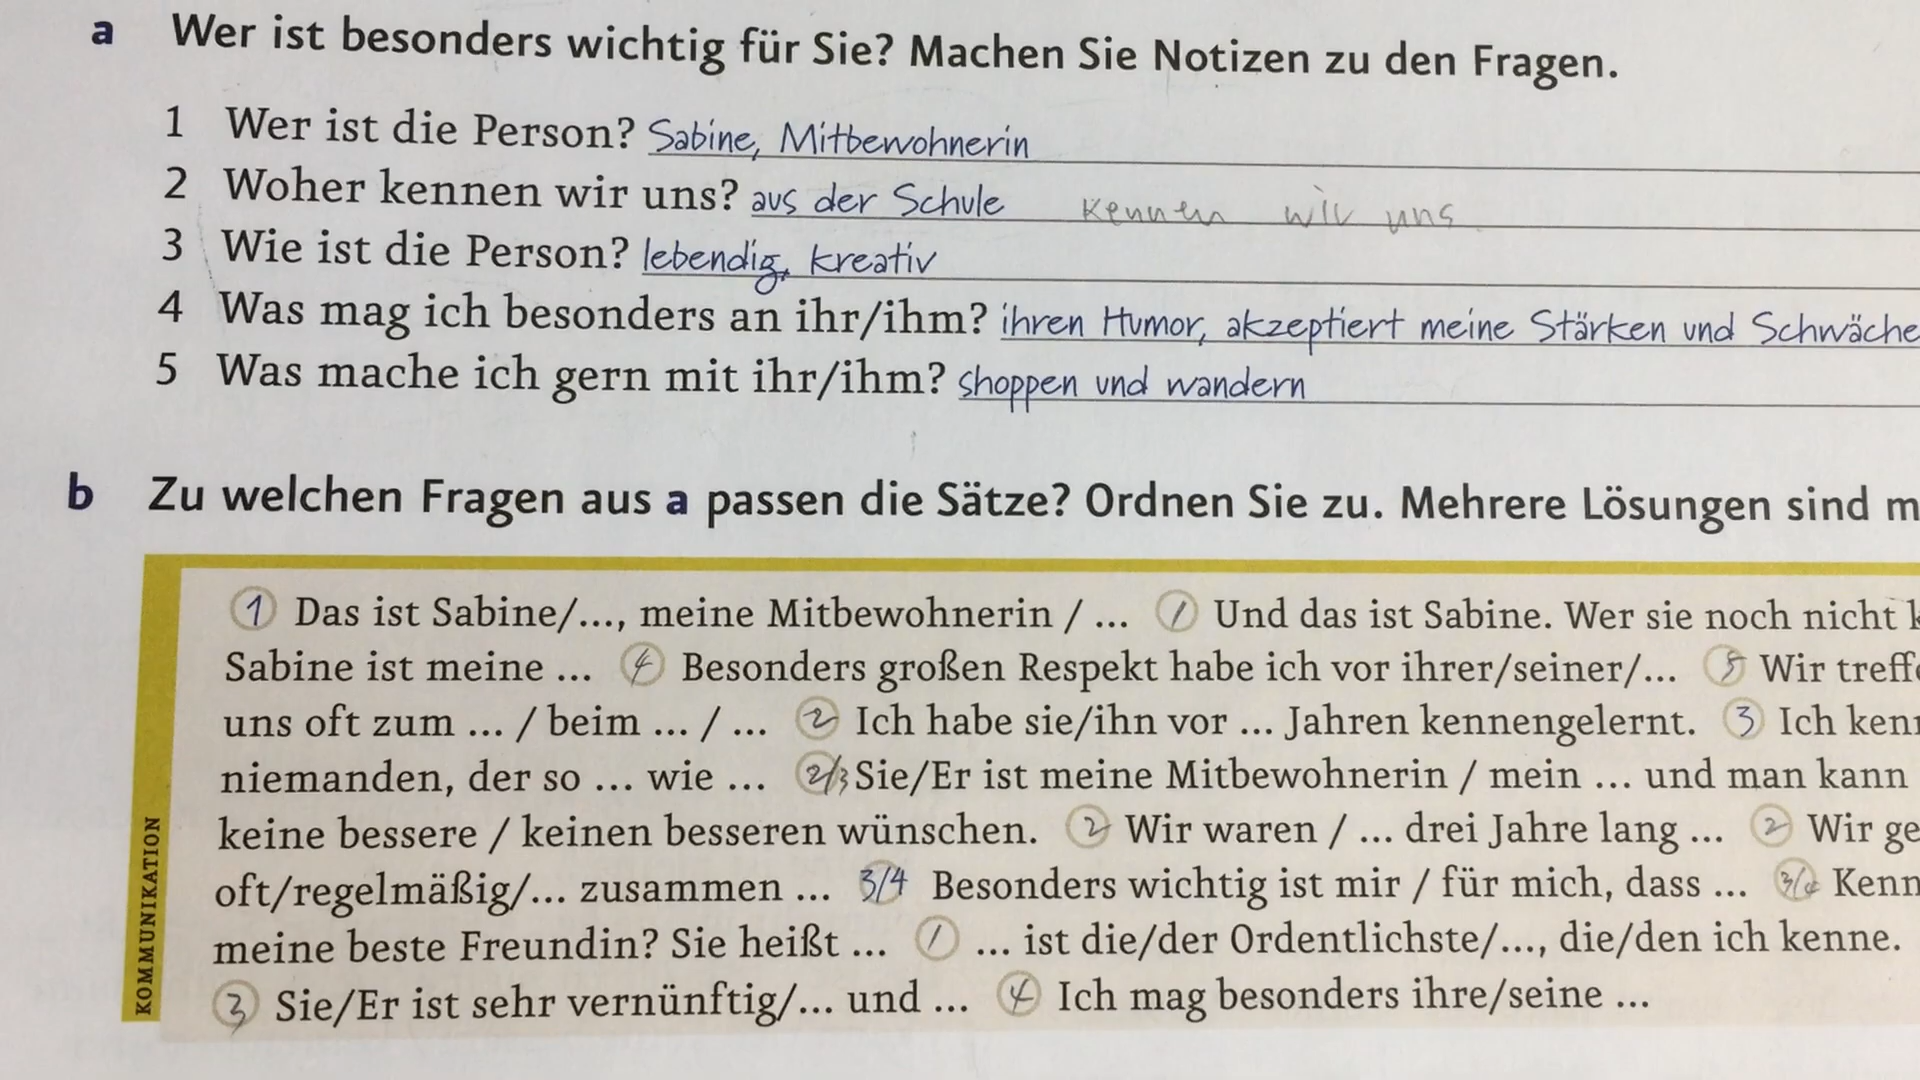 a Wer ist besonders wichtig für Sie? Machen Sie Notizen zu den Fragen.
1 Wer ist die Person? Sabine, Mitbewohnerin
2 Woher kennen wir uns? aus der Schule kennen wir uns
3 Wie ist die Person? lebendig, kreativ
4 Was mag ich besonders an ihr/ihm? ihren Humor, akzeptiert meine Stärken und Schwäche
5 Was mache ich gern mit ihr/ihm? shoppen und wandern
b Zu welchen Fragen aus a passen die Sätze? Ordnen Sie zu. Mehrere Lösungen sind m
KOMMUNIKATION
1 Das ist Sabine/..., meine Mitbewohnerin / ... 1 Und das ist Sabine. Wer sie noch nicht k
Sabine ist meine ... 4 Besonders großen Respekt habe ich vor ihrer/seiner/... 5 Wir treffe
uns oft zum ... / beim ... / ... 2 Ich habe sie/ihn vor ... Jahren kennengelernt. 3 Ich kenn
niemanden, der so ... wie ... 2/3 Sie/Er ist meine Mitbewohnerin / mein ... und man kann
keine bessere / keinen besseren wünschen. 2 Wir waren / ... drei Jahre lang ... 2 Wir ge
oft/regelmäßig/... zusammen ... 3/4 Besonders wichtig ist mir / für mich, dass ... 3/4 Kenn
meine beste Freundin? Sie heißt ... 1 ... ist die/der Ordentlichste/..., die/den ich kenne.
3 Sie/Er ist sehr vernünftig/... und ... 4 Ich mag besonders ihre/seine ...